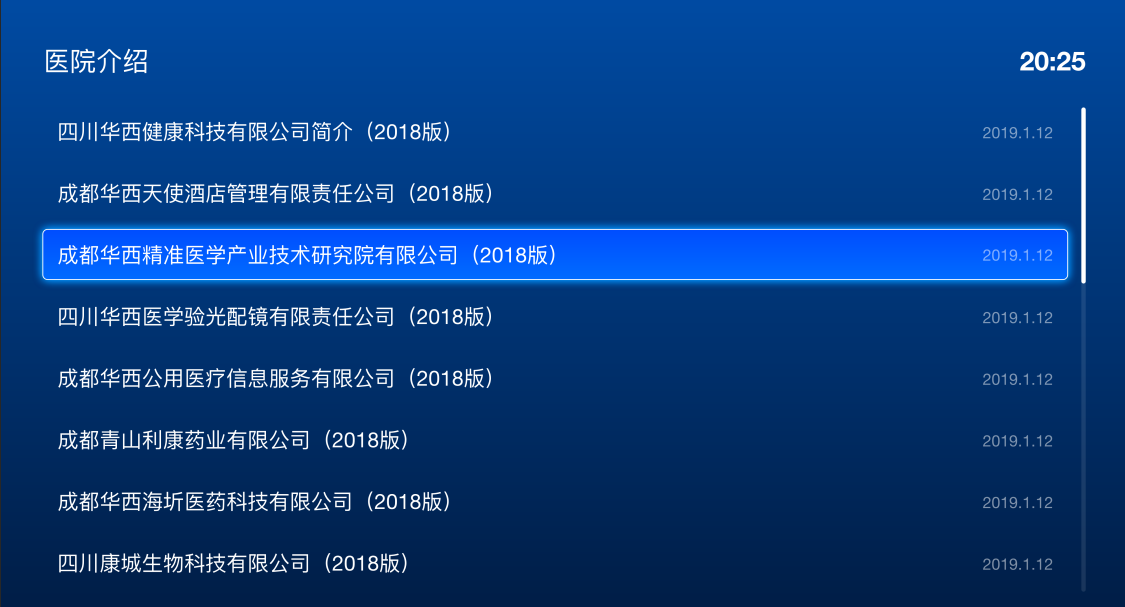 医院介绍
20:25
四川华西健康科技有限公司简介（2018版） 2019.1.12
成都华西天使酒店管理有限责任公司（2018版） 2019.1.12
成都华西精准医学产业技术研究院有限公司（2018版） 2019.1.12
四川华西医学验光配镜有限责任公司（2018版） 2019.1.12
成都华西公用医疗信息服务有限公司（2018版） 2019.1.12
成都青山利康药业有限公司（2018版） 2019.1.12
成都华西海圻医药科技有限公司（2018版） 2019.1.12
四川康城生物科技有限公司（2018版） 2019.1.12